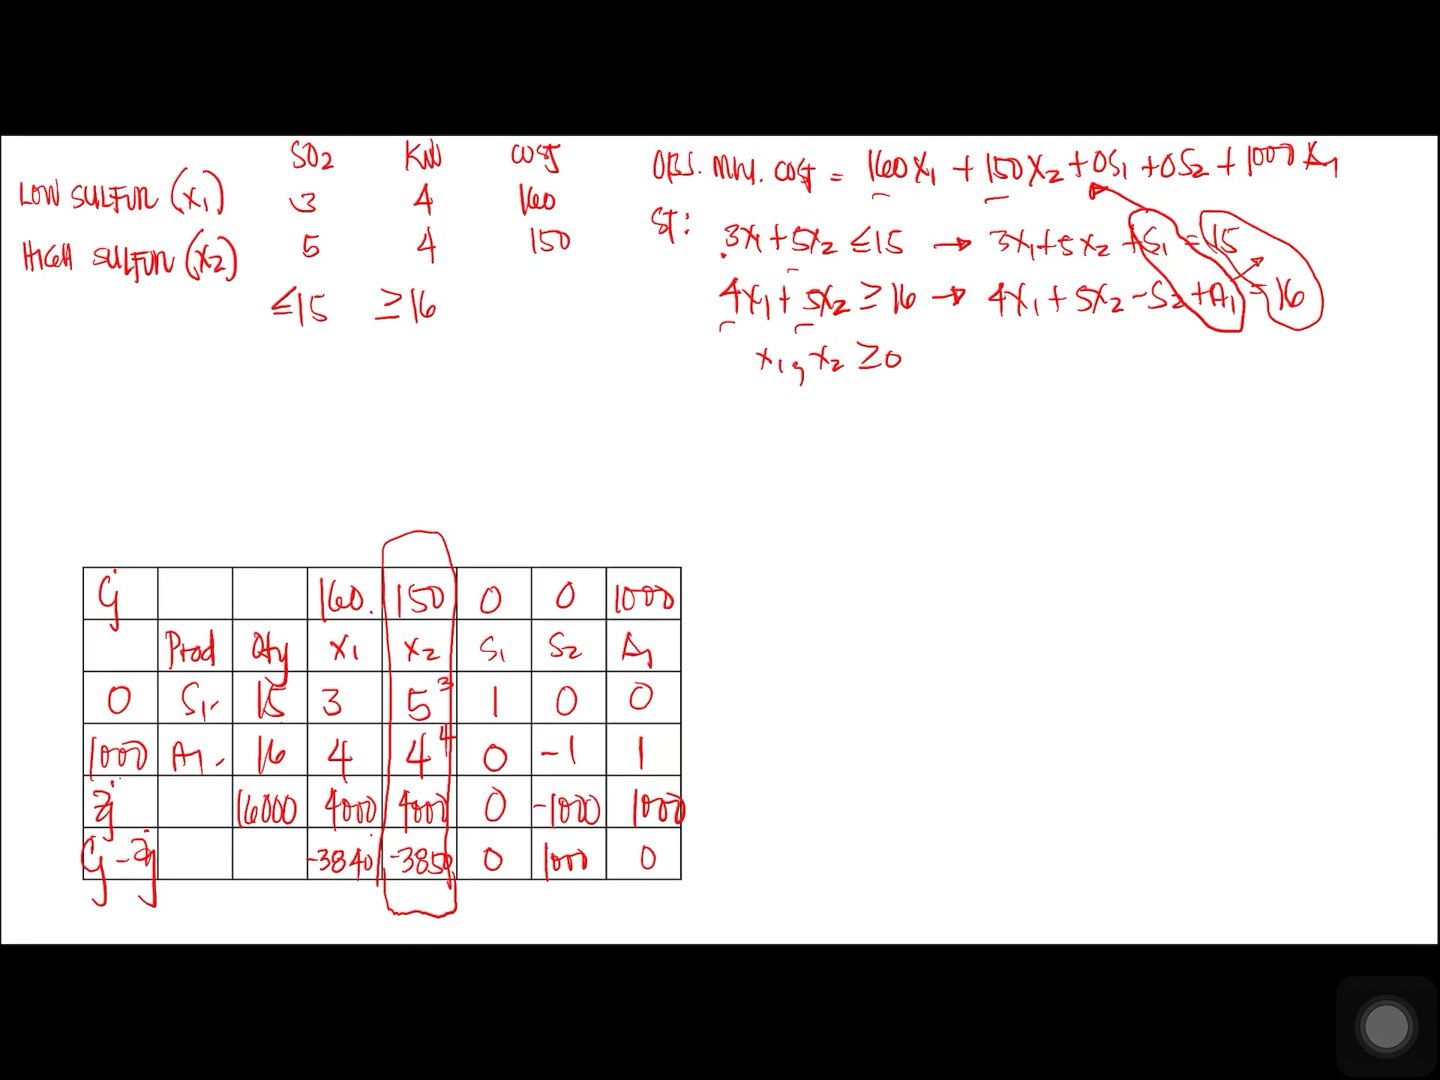 SO2 KW COST
LOW SULFUR (X1) 3 4 160
HIGH SULFUR (X2) 5 4 150
≤15 ≥16
OBJ. MIN. COST = 160X1 + 150X2 + 0S1 + 0S2 + 1000A1
ST:
3X1+5X2 ≤15 → 3X1+5X2 +S1 = 15
4X1+5X2 ≥16 → 4X1+5X2-S2+A1 = 16
X1, X2 ≥0
Cj 160. 150 0 0 1000
Prod Qty X1 X2 S1 S2 A1
0 S1 15 3 5 3 1 0 0
1000 A1 16 4 4 4 0 -1 1
Zj 16000 4000 4000 0 -1000 1000
Cj-Zj -3840 -3850 0 1000 0